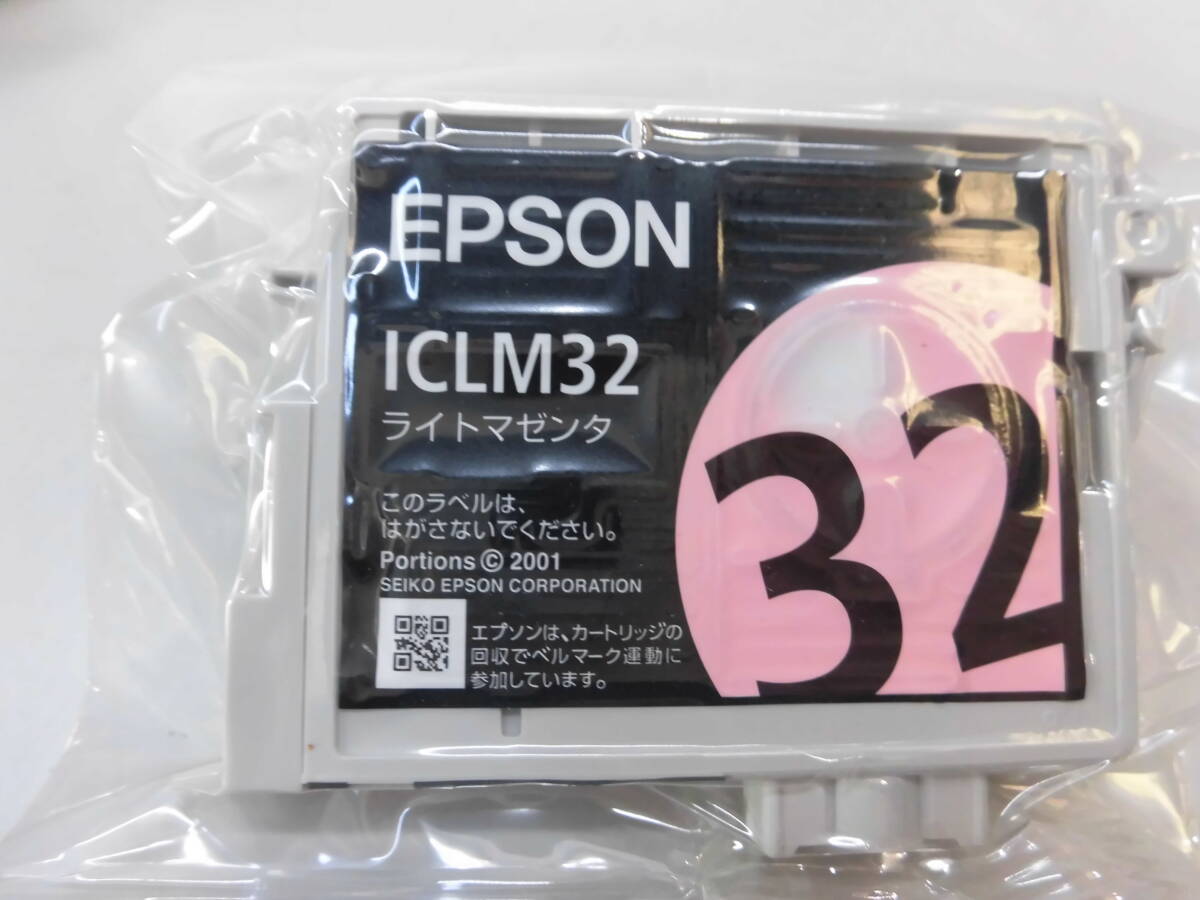 EPSON
ICLM32
ライトマゼンタ
このラベルは、
はがさないでください。
Portions © 2001
SEIKO EPSON CORPORATION
エプソンは、カートリッジの
回収でベルマーク運動に
参加しています。
32